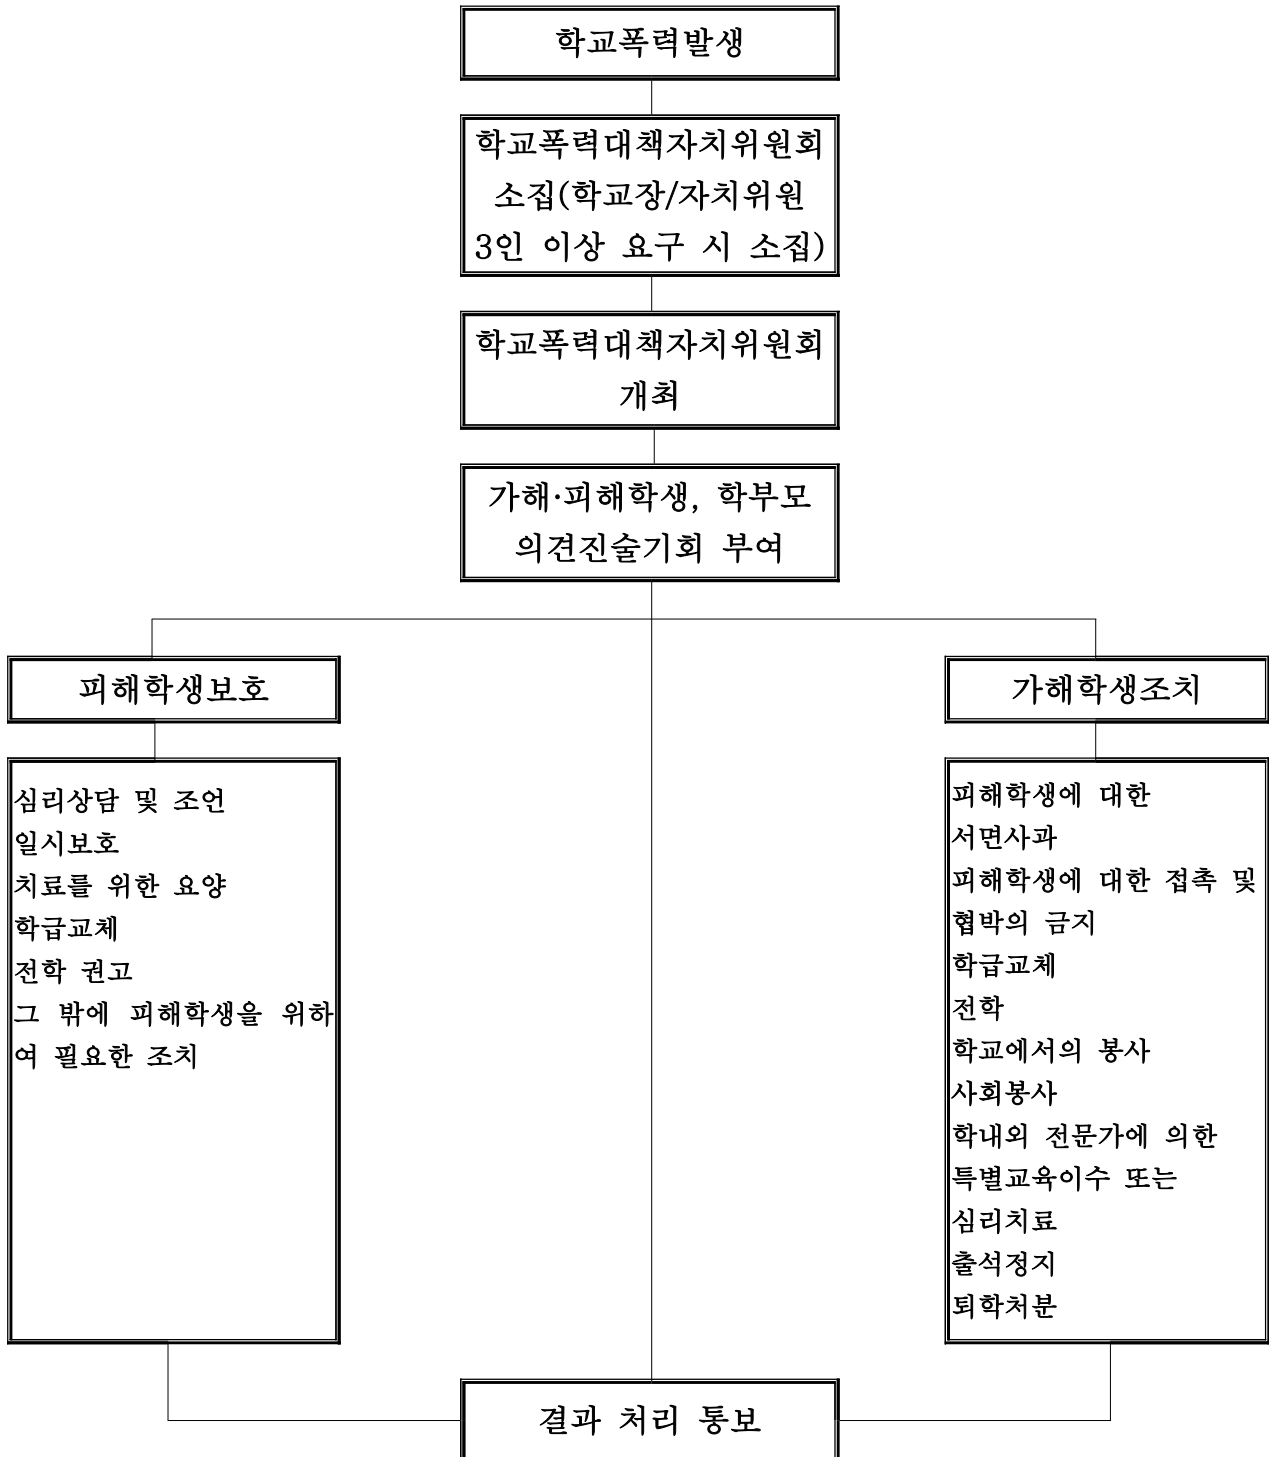 학교폭력발생
학교폭력대책자치위원회
소집(학교장/자치위원
3인 이상 요구 시 소집)
학교폭력대책자치위원회
개최
가해·피해학생, 학부모
의견진술기회 부여
피해학생보호
심리상담 및 조언
일시보호
치료를 위한 요양
학급교체
전학 권고
그 밖에 피해학생을 위하
여 필요한 조치
가해학생조치
피해학생에 대한
서면사과
피해학생에 대한 접촉 및
협박의 금지
학급교체
전학
학교에서의 봉사
사회봉사
학내외 전문가에 의한
특별교육이수 또는
심리치료
출석정지
퇴학처분
결과 처리 통보